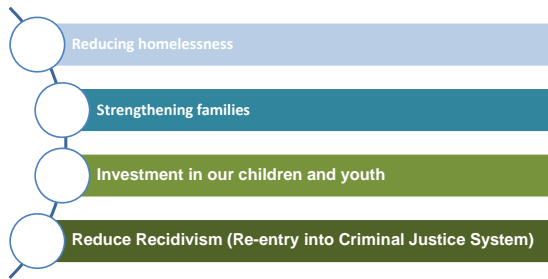 Reducing homelessness
Strengthening families
Investment in our children and youth
Reduce Recidivism (Re-entry into Criminal Justice System)